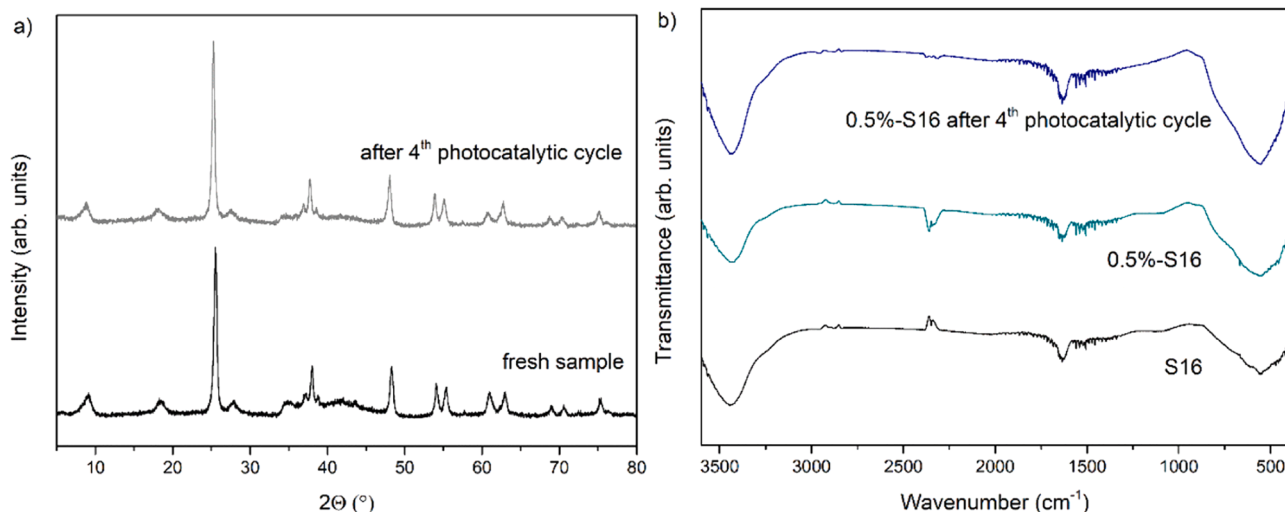 a)
Intensity (arb. units)
after 4th photocatalytic cycle
fresh sample
10 20 30 40 50 60 70 80
2Θ (°)
b)
Transmittance (arb. units)
0.5%-S16 after 4th photocatalytic cycle
0.5%-S16
S16
3500 3000 2500 2000 1500 1000 500
Wavenumber (cm-1)